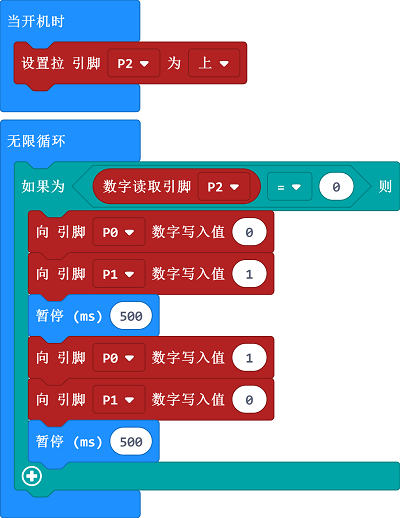 当开机时
设置拉 引脚 P2 为 上
无限循环
如果为 数字读取引脚 P2 = 0 则
向 引脚 P0 数字写入值 0
向 引脚 P1 数字写入值 1
暂停 (ms) 500
向 引脚 P0 数字写入值 1
向 引脚 P1 数字写入值 0
暂停 (ms) 500